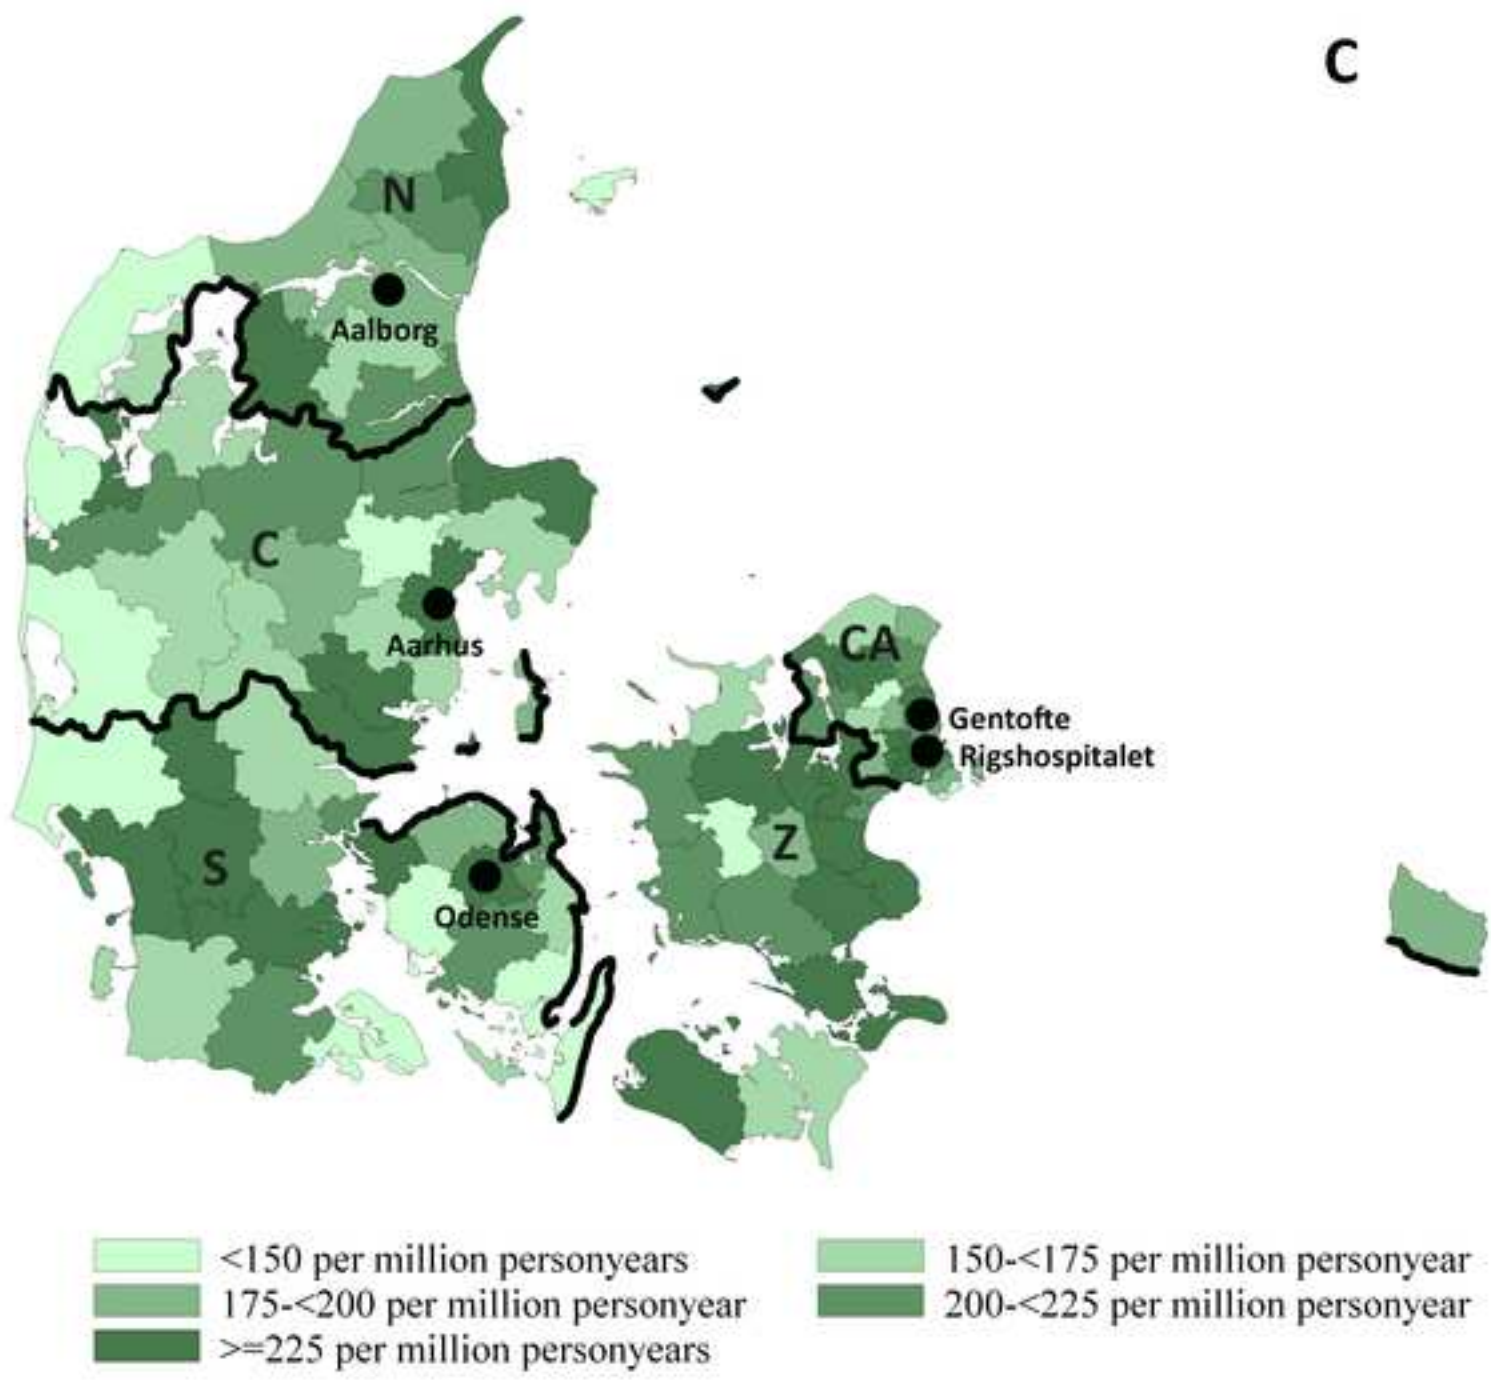 C
N
Aalborg
C
Aarhus
CA
Gentofte
Rigshospitalet
Z
S
Odense
<150 per million personyears
150-<175 per million personyear
175-<200 per million personyear
200-<225 per million personyear
>=225 per million personyears